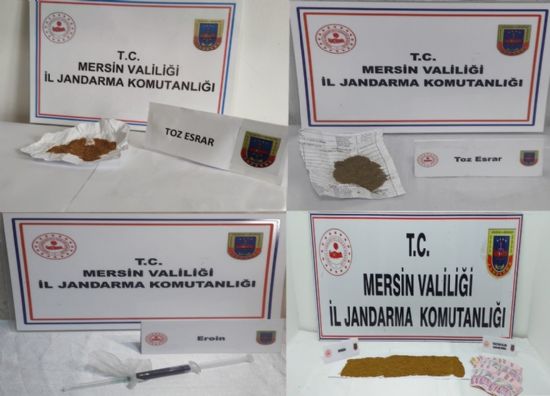 T.C.
MERSİN VALİLİĞİ
İL JANDARMA KOMUTANLIĞI
TOZ ESRAR
T.C.
MERSİN VALİLİĞİ
İL JANDARMA KOMUTANLIĞI
Toz Esrar
T.C.
MERSİN VALİLİĞİ
İL JANDARMA KOMUTANLIĞI
Eroin
T.C.
MERSİN VALİLİĞİ
İL JANDARMA KOMUTANLIĞI